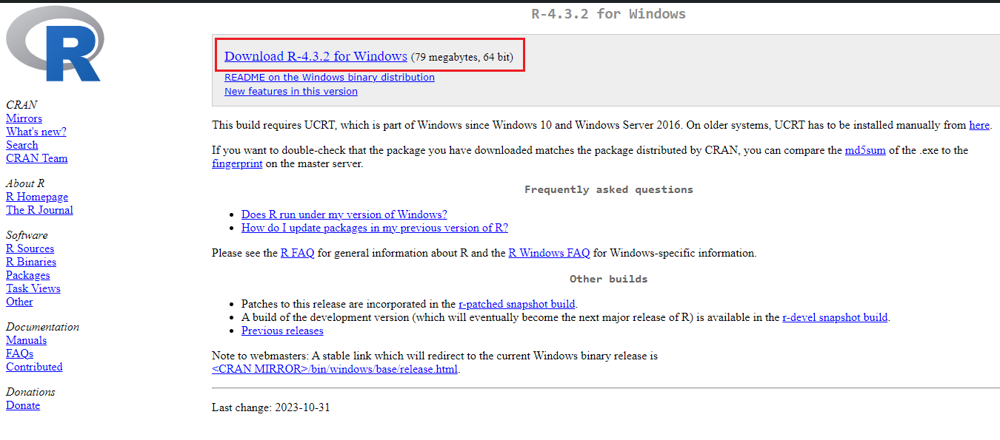 R
CRAN
Mirrors
What's new?
Search
CRAN Team
About R
R Homepage
The R Journal
Software
R Sources
R Binaries
Packages
Task Views
Other
Documentation
Manuals
FAQs
Contributed
Donations
Donate
R-4.3.2 for Windows
Download R-4.3.2 for Windows (79 megabytes, 64 bit)
README on the Windows binary distribution
New features in this version
This build requires UCRT, which is part of Windows since Windows 10 and Windows Server 2016. On older systems, UCRT has to be installed manually from here.
If you want to double-check that the package you have downloaded matches the package distributed by CRAN, you can compare the md5sum of the .exe to the
fingerprint on the master server.
Frequently asked questions
• Does R run under my version of Windows?
• How do I update packages in my previous version of R?
Please see the R FAQ for general information about R and the R Windows FAQ for Windows-specific information.
Other builds
• Patches to this release are incorporated in the r-patched snapshot build.
• A build of the development version (which will eventually become the next major release of R) is available in the r-devel snapshot build.
• Previous releases
Note to webmasters: A stable link which will redirect to the current Windows binary release is
<CRAN MIRROR>/bin/windows/base/release.html.
Last change: 2023-10-31